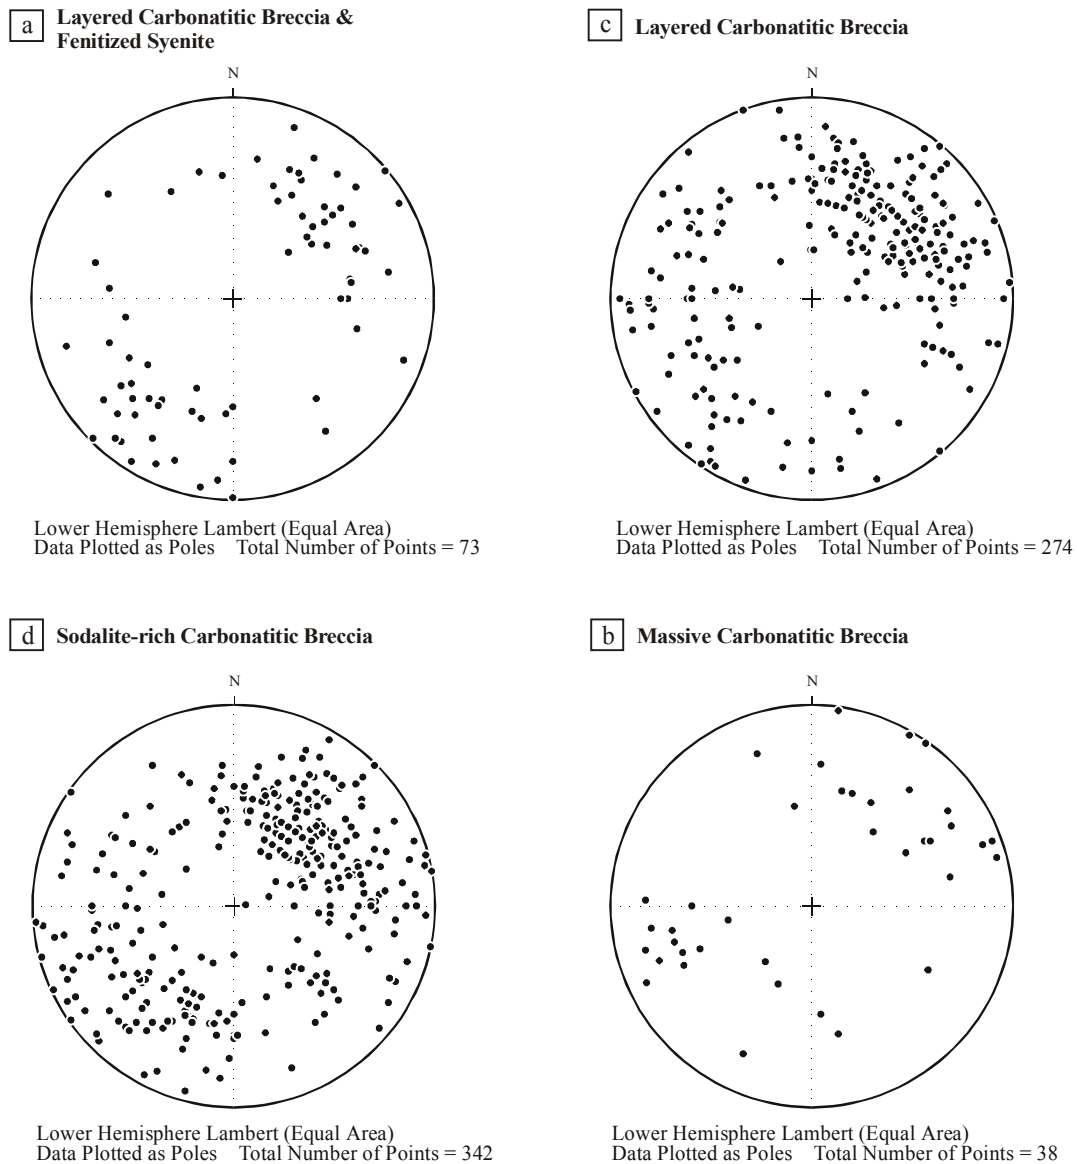 a
Layered Carbonatitic Breccia &
Fenitized Syenite
N
Lower Hemisphere Lambert (Equal Area)
Data Plotted as Poles Total Number of Points = 73
c
Layered Carbonatitic Breccia
N
Lower Hemisphere Lambert (Equal Area)
Data Plotted as Poles Total Number of Points = 274
d
Sodalite-rich Carbonatitic Breccia
N
Lower Hemisphere Lambert (Equal Area)
Data Plotted as Poles Total Number of Points = 342
b
Massive Carbonatitic Breccia
N
Lower Hemisphere Lambert (Equal Area)
Data Plotted as Poles Total Number of Points = 38